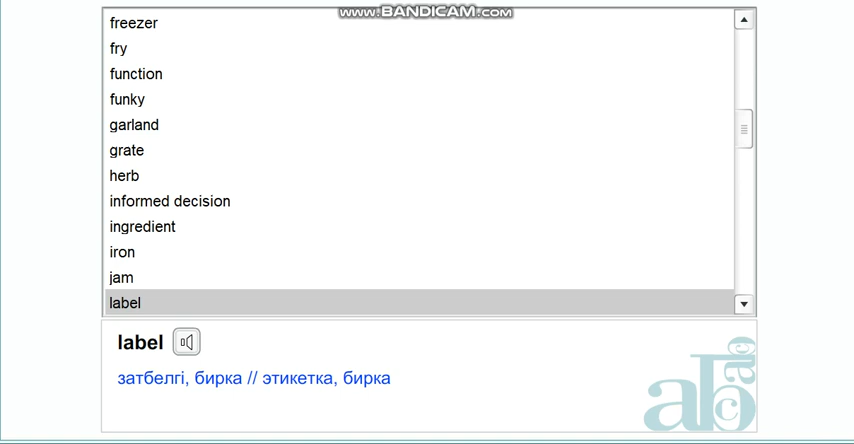 www.BANDICAM.com
freezer
fry
function
funky
garland
grate
herb
informed decision
ingredient
iron
jam
label
label
затбелгі, бирка // этикетка, бирка